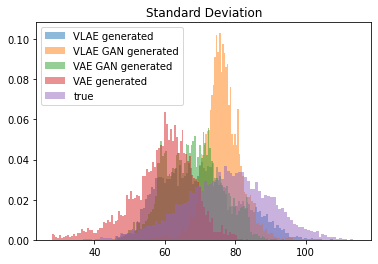 Standard Deviation
VLAE generated
VLAE GAN generated
VAE GAN generated
VAE generated
true
0.10
0.08
0.06
0.04
0.02
0.00
40 60 80 100